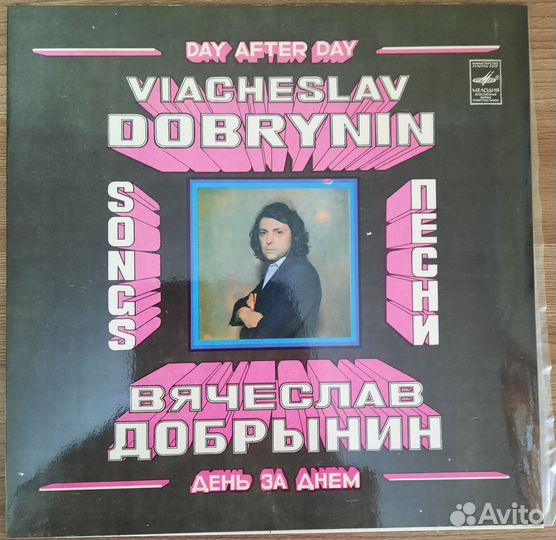 DAY AFTER DAY
VIACHESLAV
DOBRYNIN
МЕЛОДИЯ
SONGS
ПЕСНИ
ВЯЧЕСЛАВ
ДОБРЫНИН
ДЕНЬ ЗА ДНЕМ
Avito